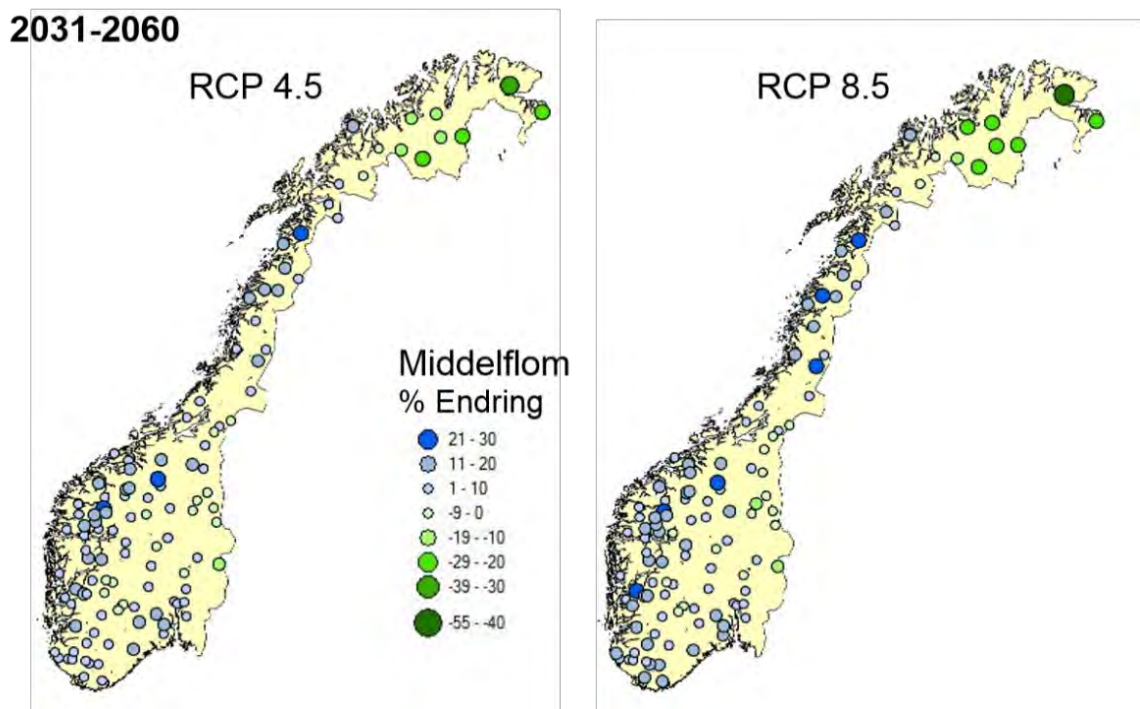 2031-2060
RCP 4.5
RCP 8.5
Middelflom
% Endring
21 - 30
11 - 20
1 - 10
-9 - 0
-19 - -10
-29 - -20
-39 - -30
-55 - -40